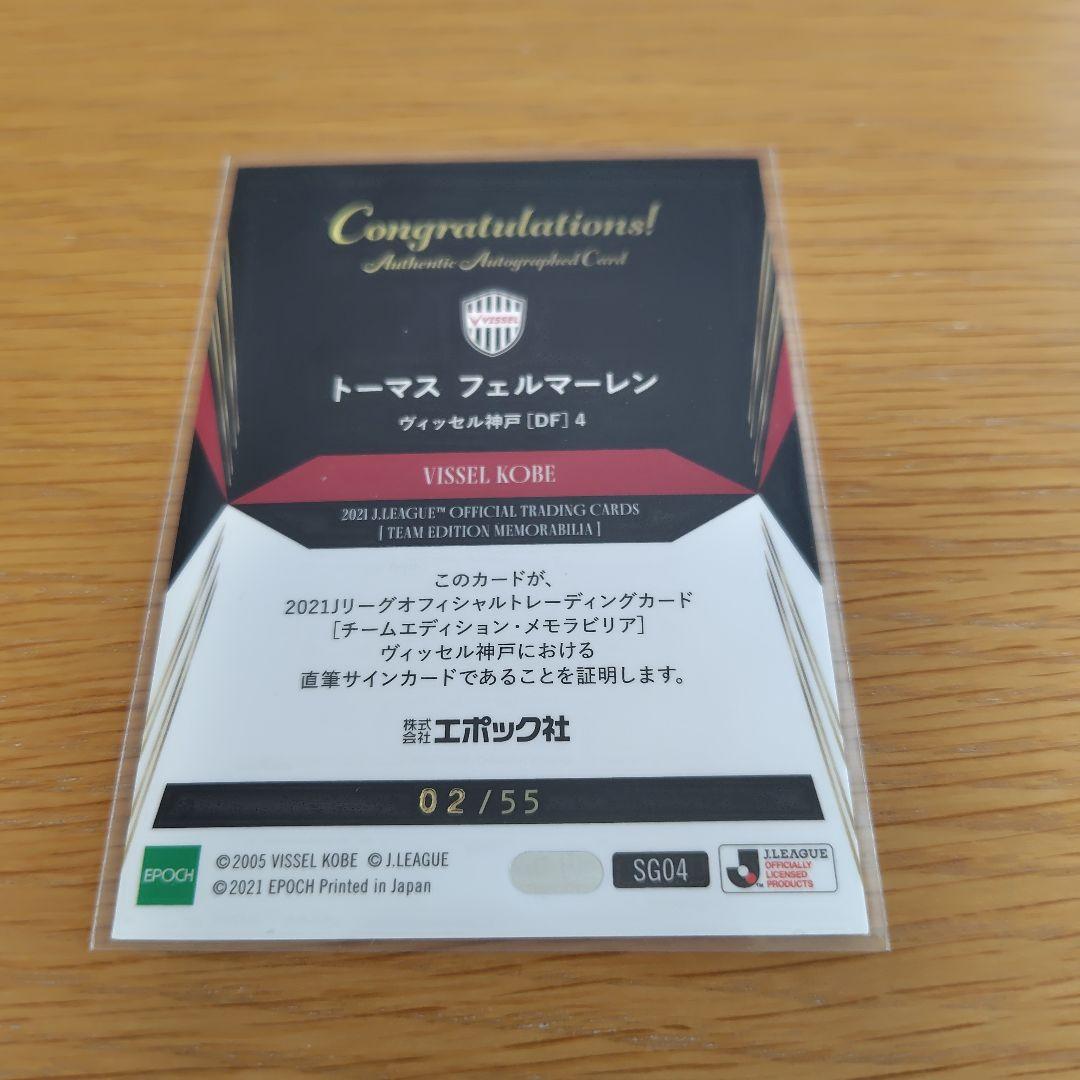 Congratulations!
Authentic Autographed Card
VISSEL
トーマス フェルマーレン
ヴィッセル神戸 [DF] 4
VISSEL KOBE
2021 J.LEAGUE™ OFFICIAL TRADING CARDS
[ TEAM EDITION MEMORABILIA ]
このカードが、
2021Jリーグオフィシャルトレーディングカード
[チームエディション・メモラビリア]
ヴィッセル神戸における
直筆サインカードであることを証明します。
株式会社エポック社
02/55
EPOCH
©2005 VISSEL KOBE ©J.LEAGUE
©2021 EPOCH Printed in Japan
SG04
J.LEAGUE
OFFICIALLY
LICENSED
PRODUCTS
TM